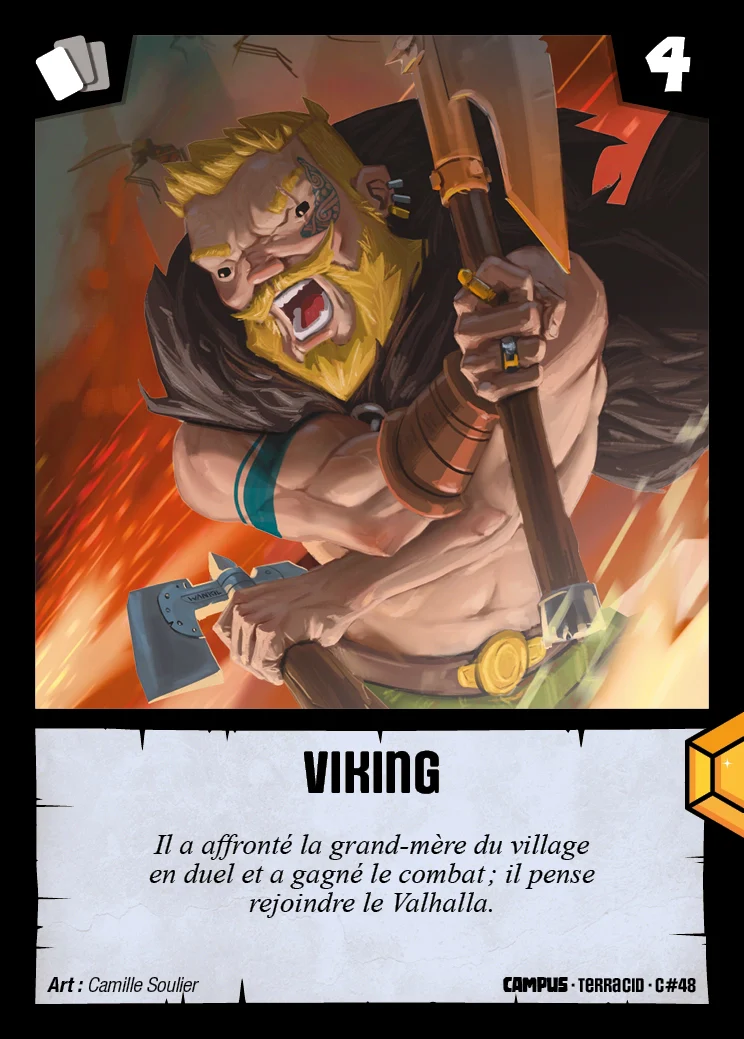 4
VIKING
Il a affronté la grand-mère du village
en duel et a gagné le combat ; il pense
rejoindre le Valhalla.
Art : Camille Soulier
CAMPUS · TERRACID · C#48